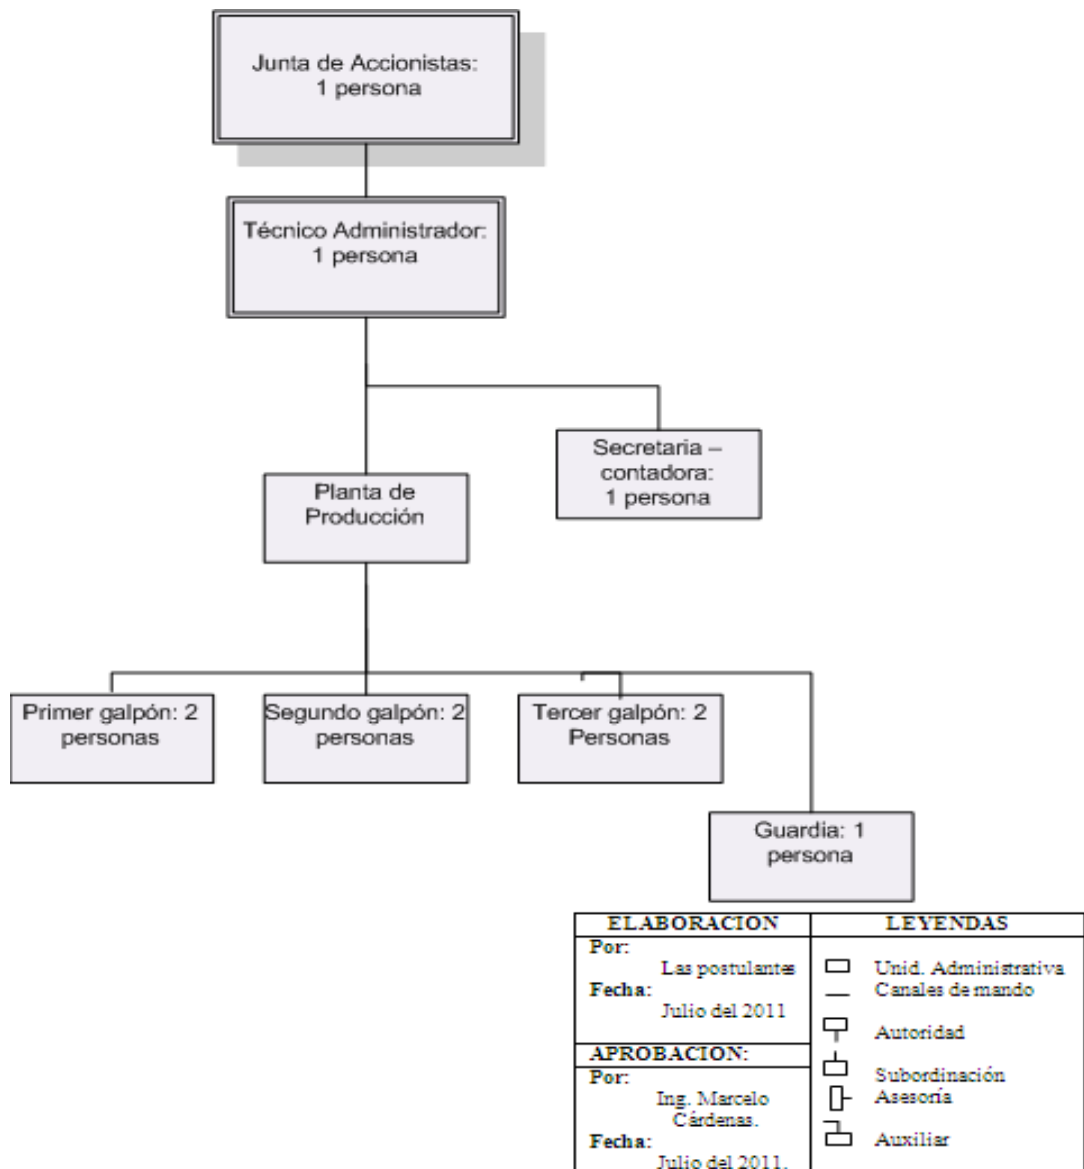 Junta de Accionistas:
1 persona
Técnico Administrador:
1 persona
Secretaria –
contadora:
1 persona
Planta de
Producción
Primer galpón: 2
personas
Segundo galpón: 2
personas
Tercer galpón: 2
Personas
Guardia: 1
persona
ELABORACION
Por:
Las postulantes
Fecha:
Julio del 2011
APROBACION:
Por:
Ing. Marcelo
Cárdenas.
Fecha:
Julio del 2011.
LEYENDAS
Unid. Administrativa
Canales de mando
Autoridad
Subordinación
Asesoría
Auxiliar